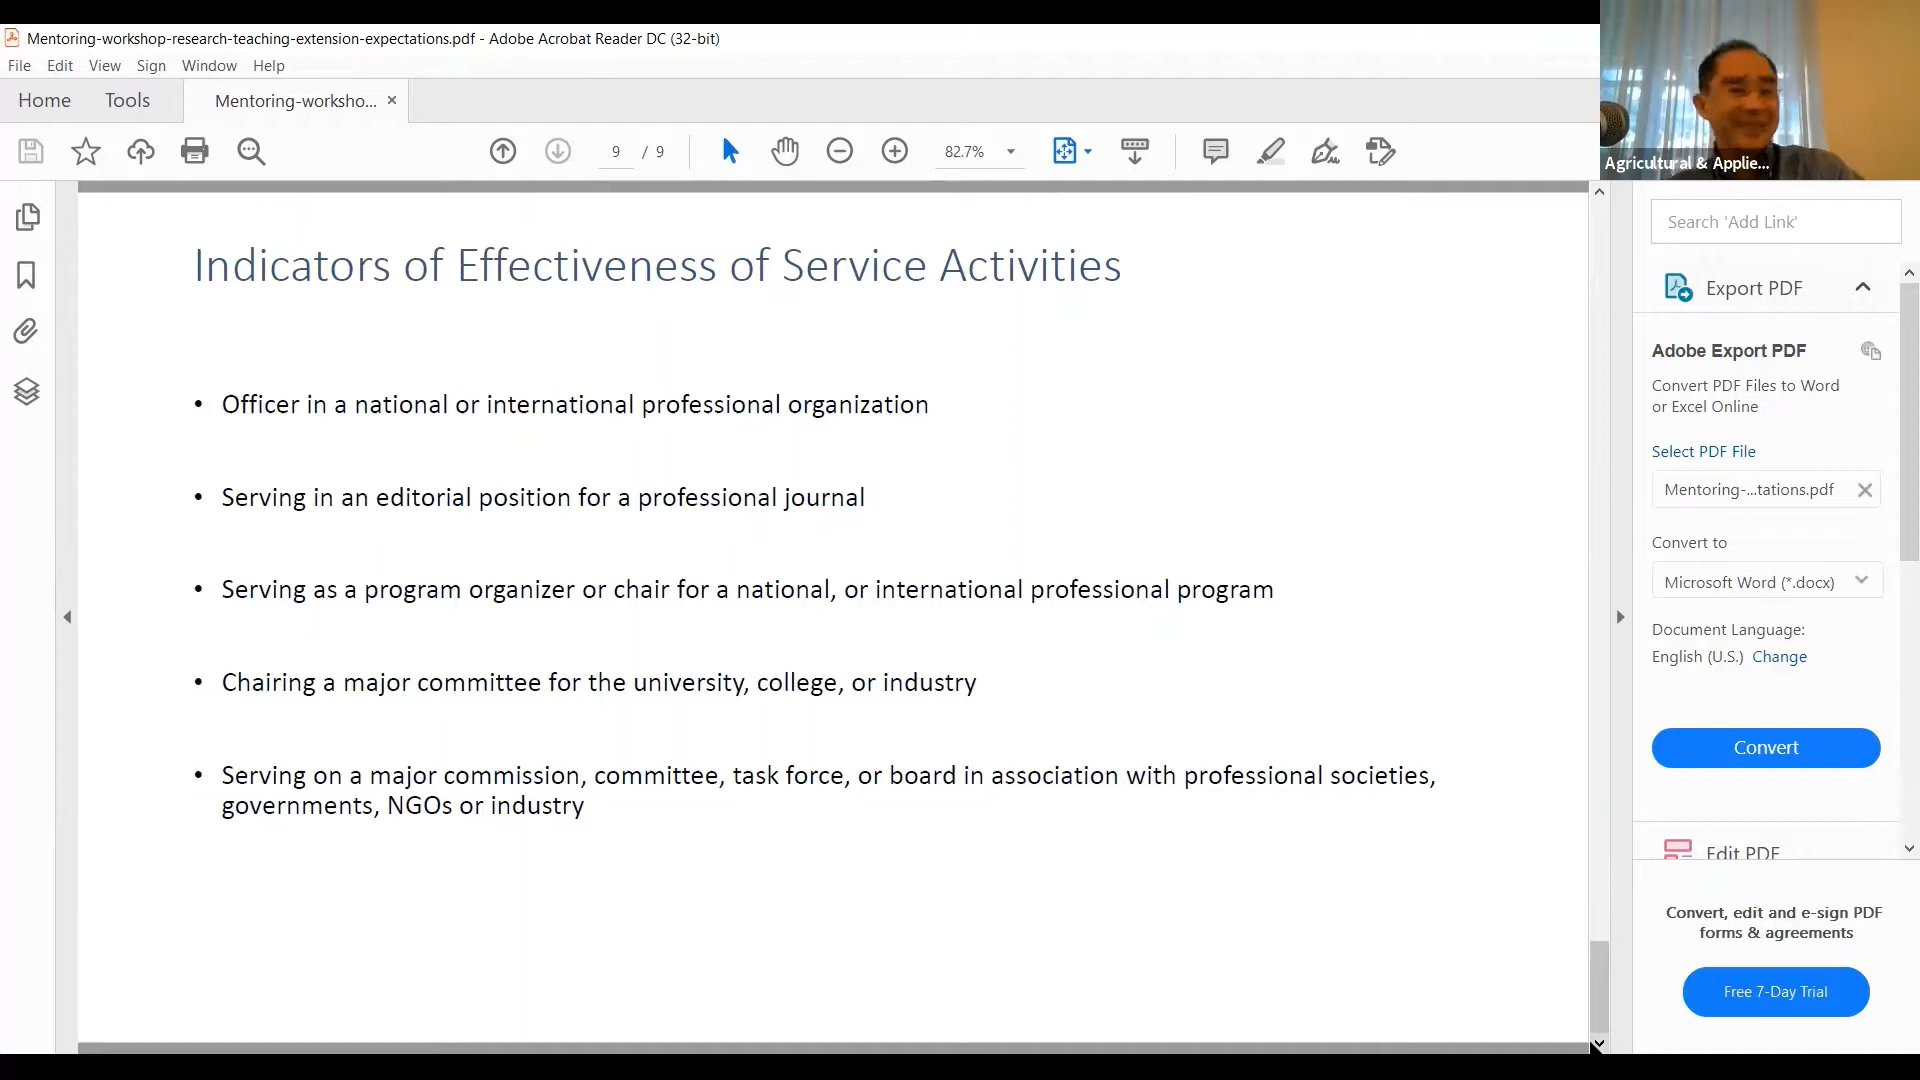 Mentoring-workshop-research-teaching-extension-expectations.pdf - Adobe Acrobat Reader DC (32-bit)
File Edit View Sign Window Help
Home Tools Mentoring-worksho... ×
9 / 9 82.7%
Agricultural & Applie...
Indicators of Effectiveness of Service Activities
• Officer in a national or international professional organization
• Serving in an editorial position for a professional journal
• Serving as a program organizer or chair for a national, or international professional program
• Chairing a major committee for the university, college, or industry
• Serving on a major commission, committee, task force, or board in association with professional societies,
governments, NGOs or industry
Search 'Add Link'
Export PDF
Adobe Export PDF
Convert PDF Files to Word
or Excel Online
Select PDF File
Mentoring-...tations.pdf
Convert to
Microsoft Word (*.docx)
Document Language:
English (U.S.) Change
Convert
Edit PDF
Convert, edit and e-sign PDF
forms & agreements
Free 7-Day Trial